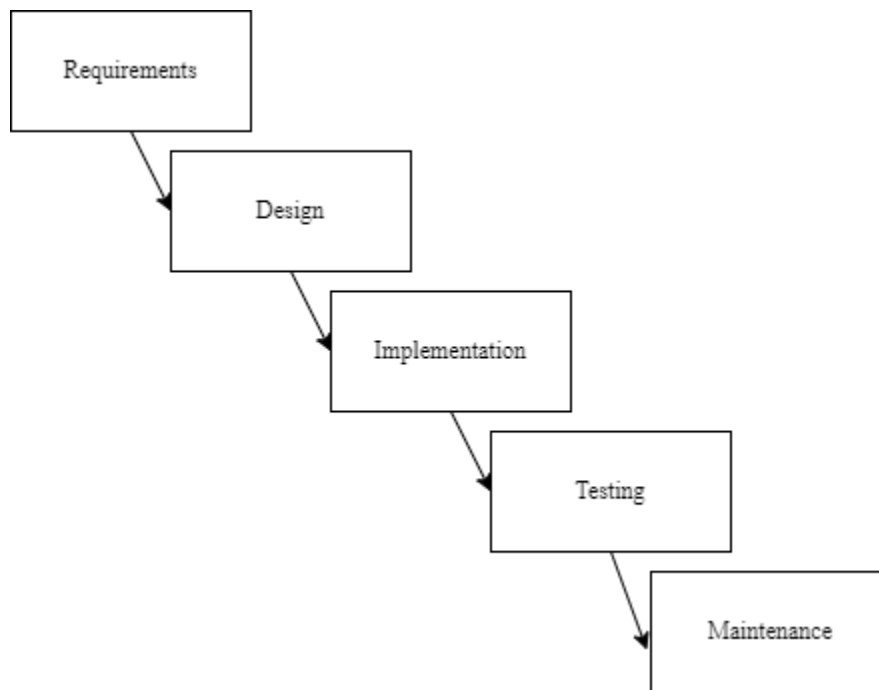 Requirements
Design
Implementation
Testing
Maintenance